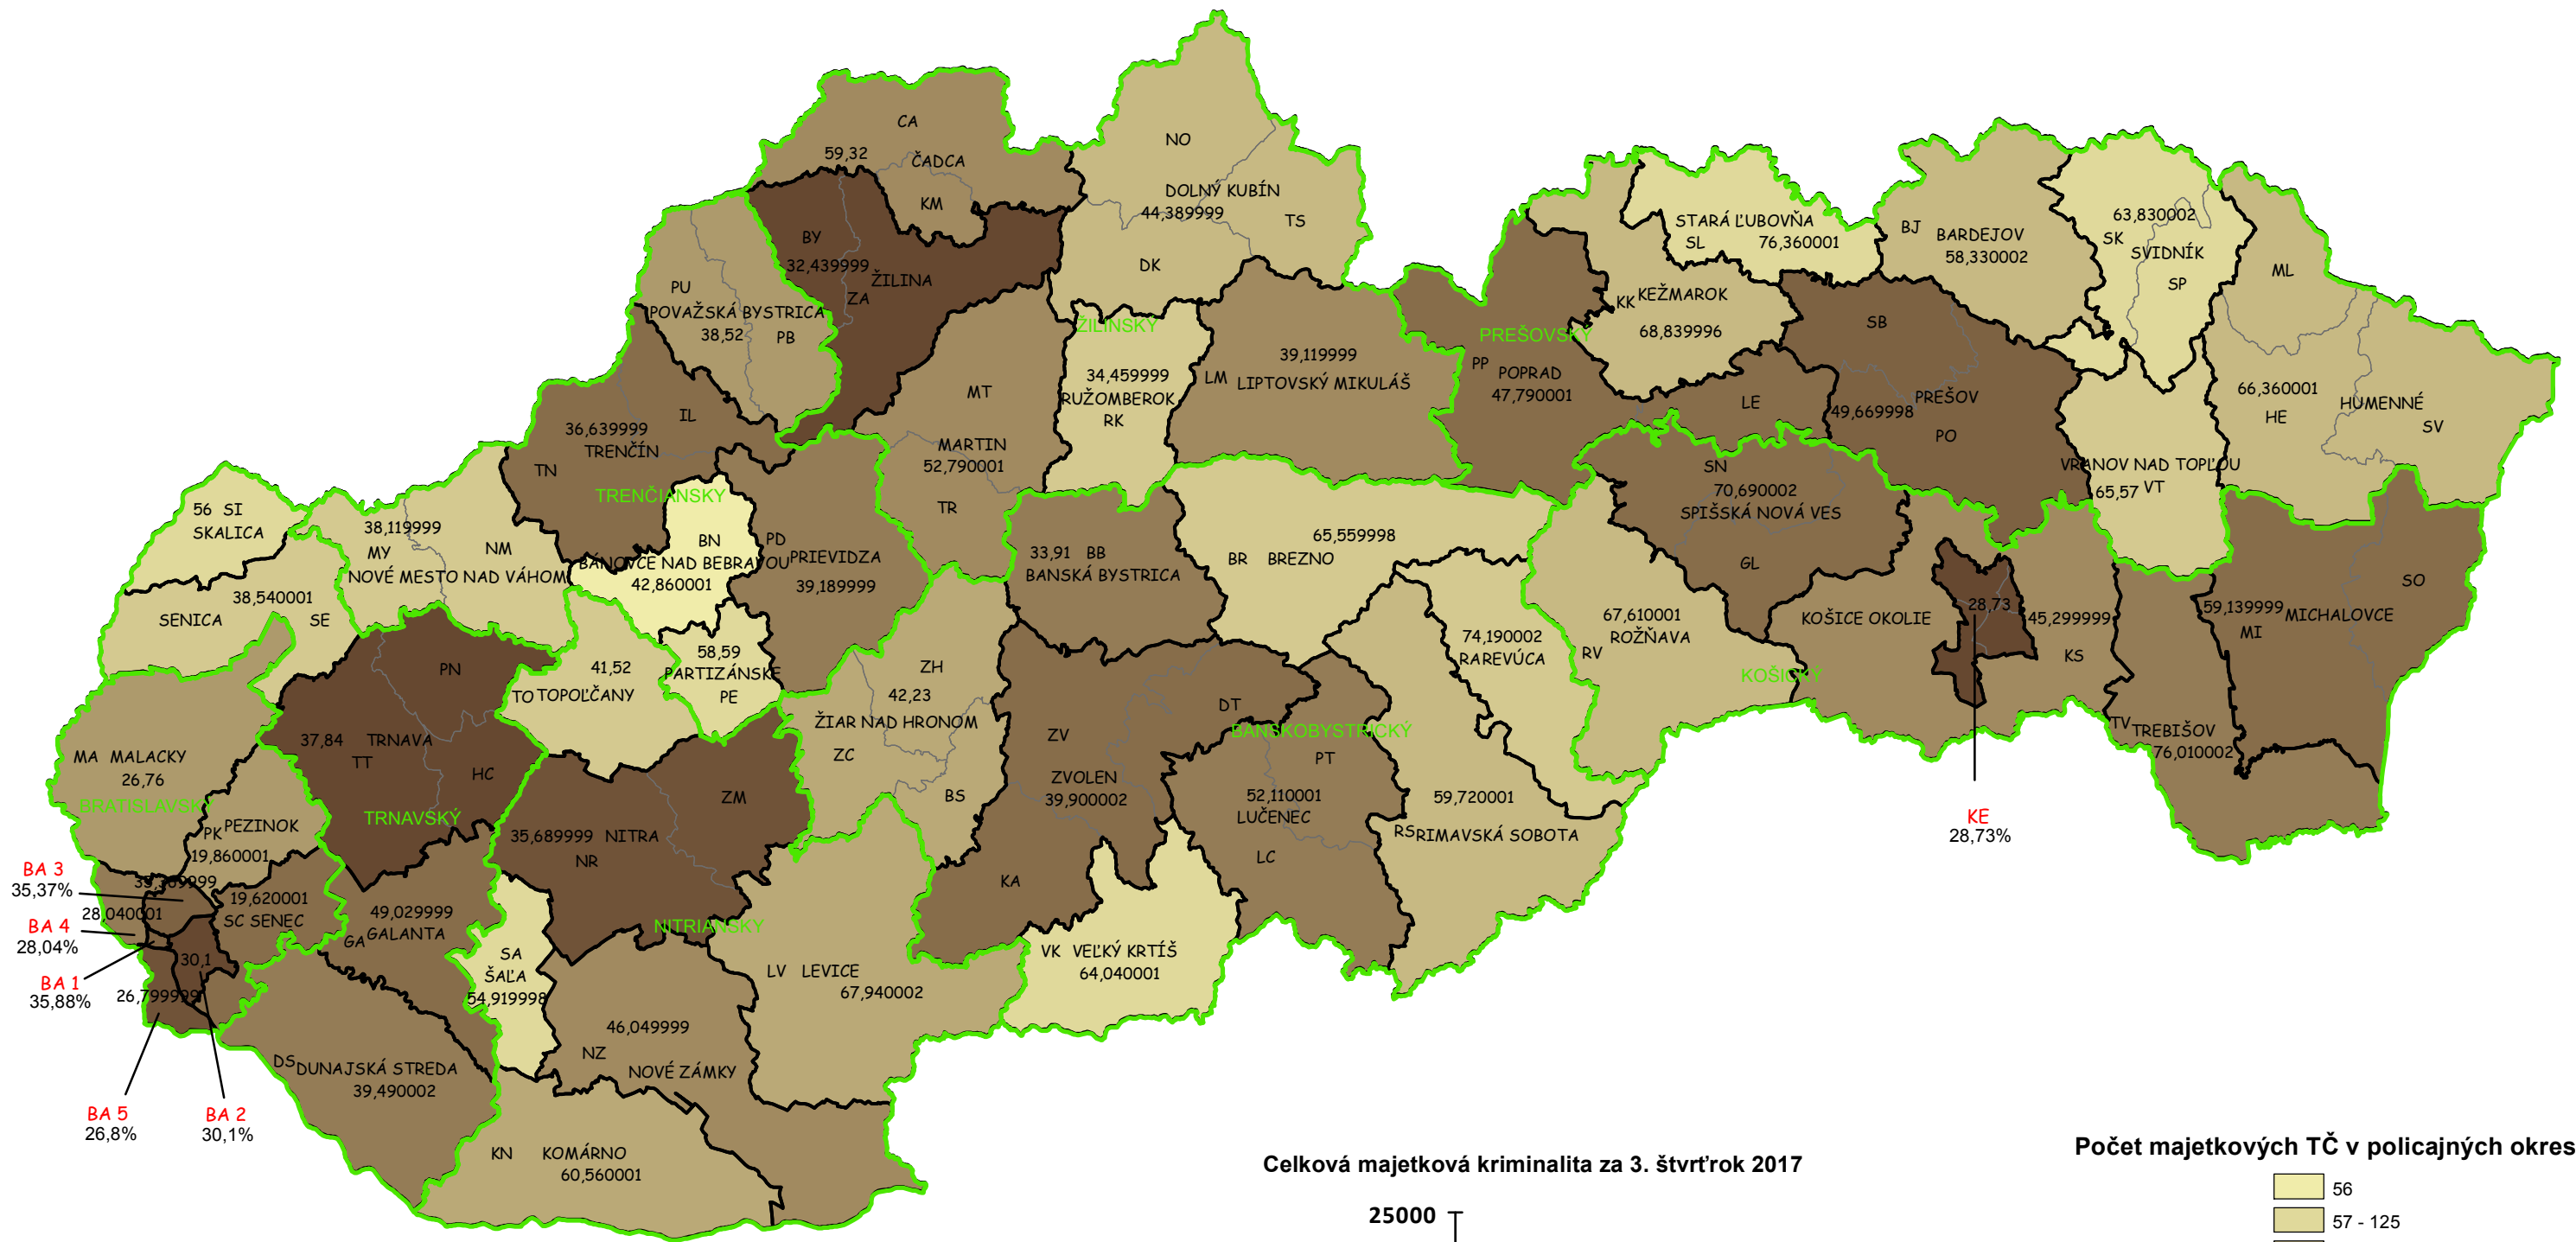 CA
59,32
ČADCA
KM
NO
DOLNÝ KUBÍN
44,389999
TS
DK
BY
32,439999
ŽILINA
ZA
PU
POVAŽSKÁ BYSTRICA
38,52
PB
STARÁ ĽUBOVŇA
SL
76,360001
BJ
BARDEJOV
58,330002
63,830002
SK
SVIDNÍK
SP
ML
KK KEŽMAROK
68,839996
ŽILINSKÝ
PREŠOVSKÝ
SB
MT
MARTIN
52,790001
TR
34,459999
RUŽOMBEROK
RK
39,119999
LM LIPTOVSKÝ MIKULÁŠ
PP
POPRAD
47,790001
LE
49,669998
PREŠOV
PO
66,360001
HE
HUMENNÉ
SV
VRANOV NAD TOPĽOU
65,57 VT
IL
36,639999
TRENČÍN
TN
TRENČIANSKY
56 SI
SKALICA
38,119999
MY
NM
NOVÉ MESTO NAD VÁHOM
BN
BÁNOVCE NAD BEBRAVOU
42,860001
PD
PRIEVIDZA
39,189999
33,91 BB
BANSKÁ BYSTRICA
65,559998
BR BREZNO
SN
70,690002
SPIŠSKÁ NOVÁ VES
GL
SO
38,540001
SENICA
SE
PN
41,52
TO TOPOĽČANY
58,59
PARTIZÁNSKE
PE
ZH
42,23
ŽIAR NAD HRONOM
ZC
BS
74,190002
RAREVÚCA
67,610001
ROŽŇAVA
RV
KOŠICE OKOLIE
28,73
45,299999
KS
59,139999
MICHALOVCE
MI
KOŠICKÝ
MA MALACKY
26,76
BRATISLAVSKÝ
37,84 TRNAVA
TT
HC
TRNAVSKÝ
ZM
ZV
ZVOLEN
39,900002
DT
BANSKOBYSTRICKÝ
PT
52,110001
LUČENEC
LC
59,720001
RS RIMAVSKÁ SOBOTA
TV
TREBIŠOV
76,010002
KE
28,73%
PK PEZINOK
19,860001
35,689999 NITRA
NR
KA
BA 3
35,37%
28,040001
19,620001
SC SENEC
49,029999
GA GALANTA
NITRIANSKY
BA 4
28,04%
BA 1
35,88%
30,1
26,799999
SA
ŠAĽA
54,919998
LV LEVICE
67,940002
VK VEĽKÝ KRTÍŠ
64,040001
46,049999
NZ
NOVÉ ZÁMKY
DS DUNAJSKÁ STREDA
39,490002
BA 5
26,8%
BA 2
30,1%
KN KOMÁRNO
60,560001
Celková majetková kriminalita za 3. štvrťrok 2017
25000
Počet majetkových TČ v policajných okres
56
57 - 125